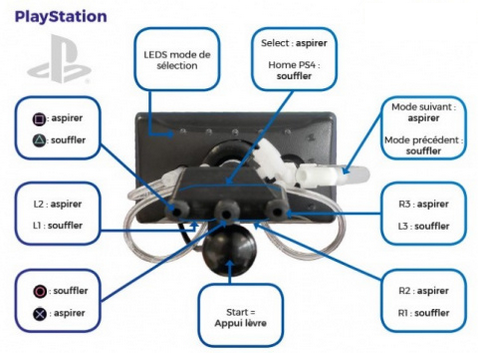 PlayStation
LEDS mode de
sélection
Select : aspirer
Home PS4 :
souffler
Mode suivant :
aspirer
Mode précédent :
souffler
: aspirer
: souffler
L2 : aspirer
L1 : souffler
R3 : aspirer
L3 : souffler
: souffler
: aspirer
Start =
Appui lèvre
R2 : aspirer
R1 : souffler